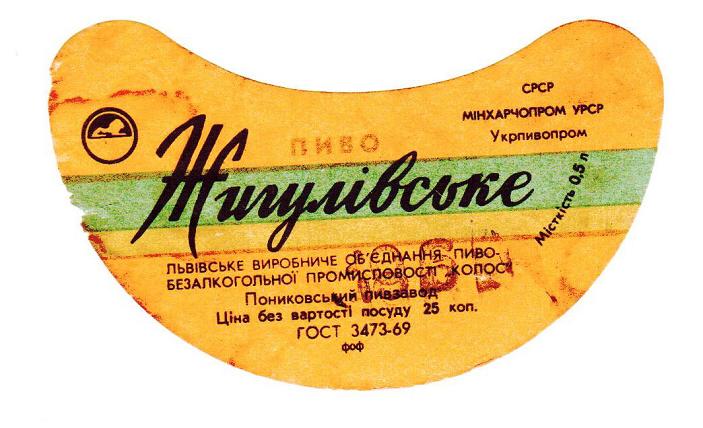 СРСР
МІНХАРЧОПРОМ УРСР
Укрпивопром
ПИВО
Жигулівське
Місткість 0,5 л
ЛЬВІВСЬКЕ ВИРОБНИЧЕ ОБ'ЄДНАННЯ ПИВО-
БЕЗАЛКОГОЛЬНОЇ ПРОМИСЛОВОСТІ „КОЛОС"
Пониковський пивзавод
Ціна без вартості посуду 25 коп.
ГОСТ 3473-69
фоф